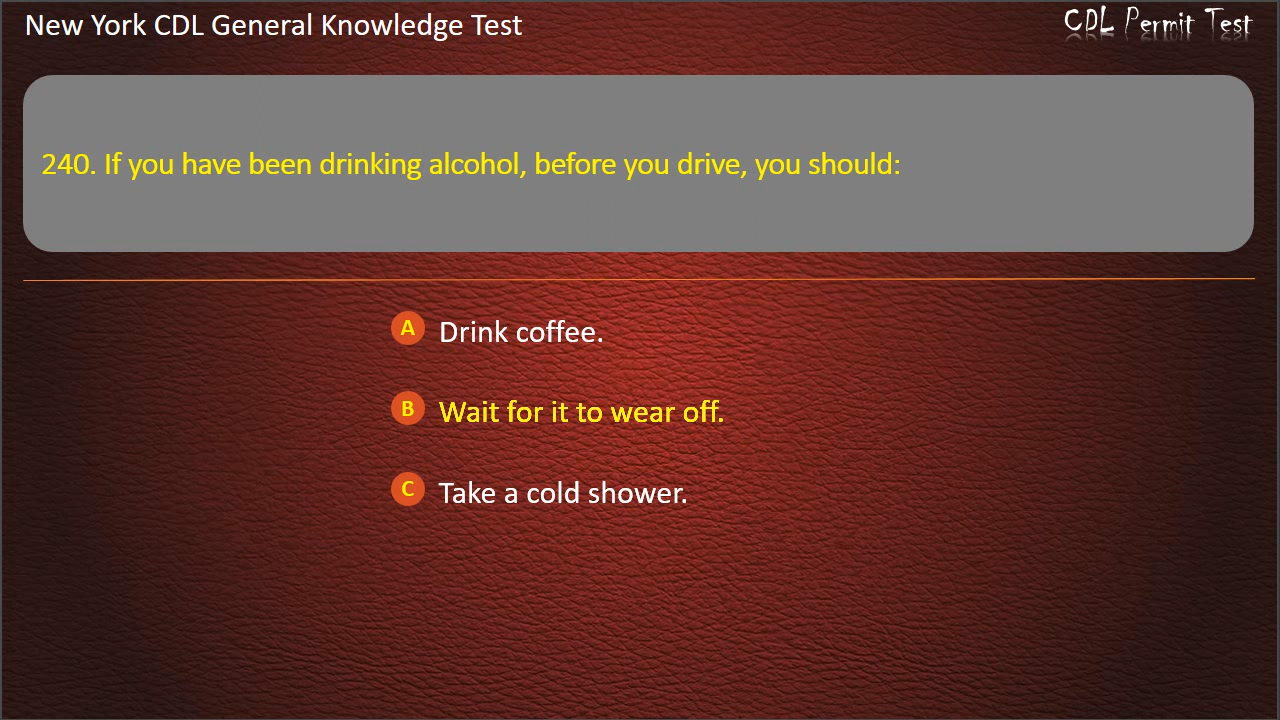 New York CDL General Knowledge Test
CDL Permit Test
240. If you have been drinking alcohol, before you drive, you should:
A Drink coffee.
B Wait for it to wear off.
C Take a cold shower.